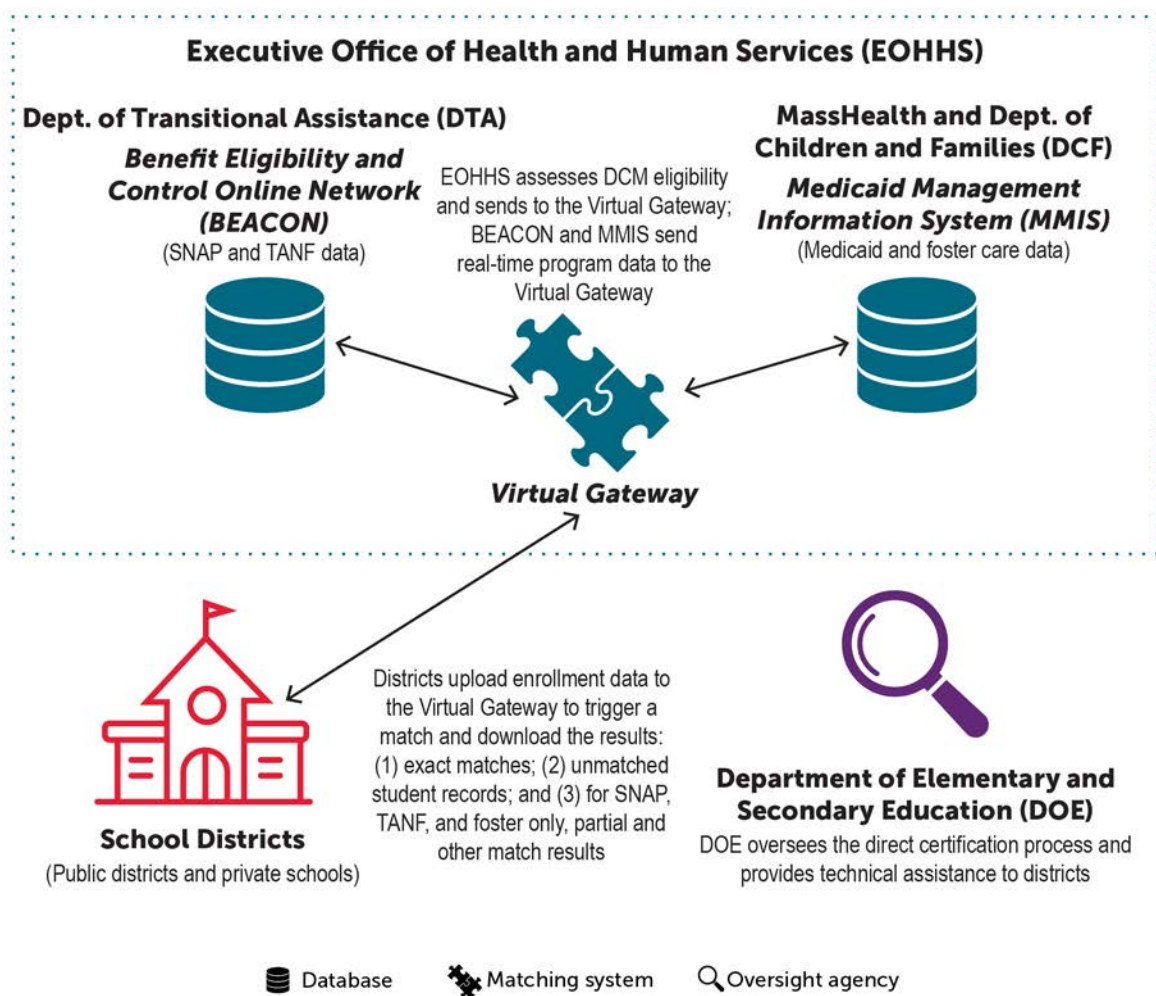 Executive Office of Health and Human Services (EOHHS)
Dept. of Transitional Assistance (DTA)
Benefit Eligibility and
Control Online Network
(BEACON)
(SNAP and TANF data)
EOHHS assesses DCM eligibility
and sends to the Virtual Gateway;
BEACON and MMIS send
real-time program data to the
Virtual Gateway
MassHealth and Dept. of
Children and Families (DCF)
Medicaid Management
Information System (MMIS)
(Medicaid and foster care data)
Virtual Gateway
School Districts
(Public districts and private schools)
Districts upload enrollment data to
the Virtual Gateway to trigger a
match and download the results:
(1) exact matches; (2) unmatched
student records; and (3) for SNAP,
TANF, and foster only, partial and
other match results
Department of Elementary and
Secondary Education (DOE)
DOE oversees the direct certification process and
provides technical assistance to districts
Database
Matching system
Oversight agency